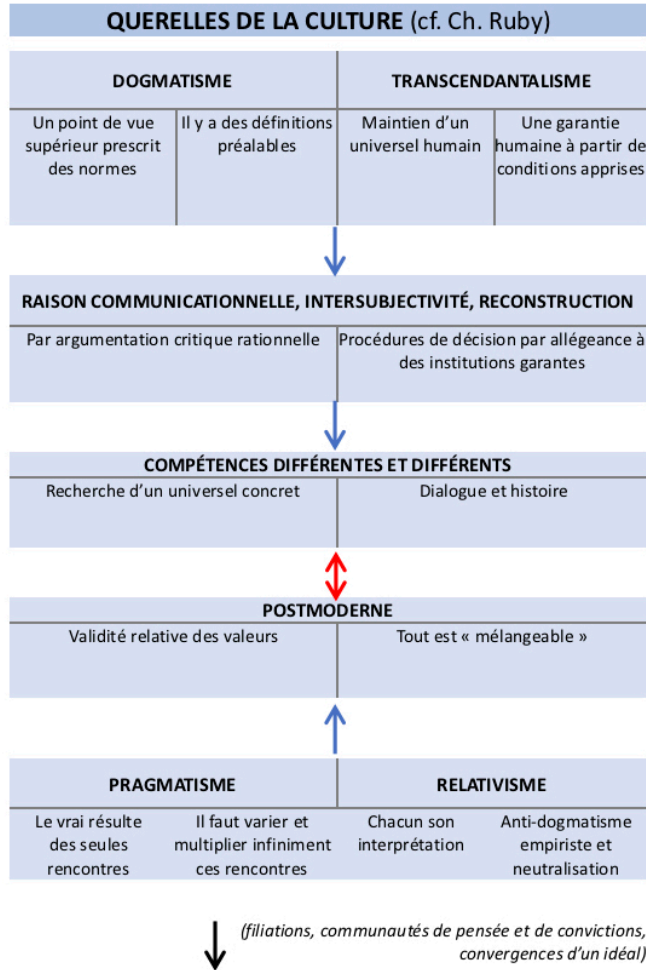 QUERELLES DE LA CULTURE (cf. Ch. Ruby)
DOGMATISME
TRANSCENDANTALISME
Un point de vue
supérieur prescrit
des normes
Il y a des définitions
préalables
Maintien d’un
universel humain
Une garantie
humaine à partir de
conditions apprises
RAISON COMMUNICATIONNELLE, INTERSUBJECTIVITÉ, RECONSTRUCTION
Par argumentation critique rationnelle
Procédures de décision par allégeance à
des institutions garantes
COMPÉTENCES DIFFÉRENTES ET DIFFÉRENTS
Recherche d’un universel concret
Dialogue et histoire
POSTMODERNE
Validité relative des valeurs
Tout est « mélangeable »
PRAGMATISME
RELATIVISME
Le vrai résulte
des seules
rencontres
Il faut varier et
multiplier infiniment
ces rencontres
Chacun son
interprétation
Anti-dogmatisme
empiriste et
neutralisation
(filiations, communautés de pensée et de convictions,
convergences d’un idéal)